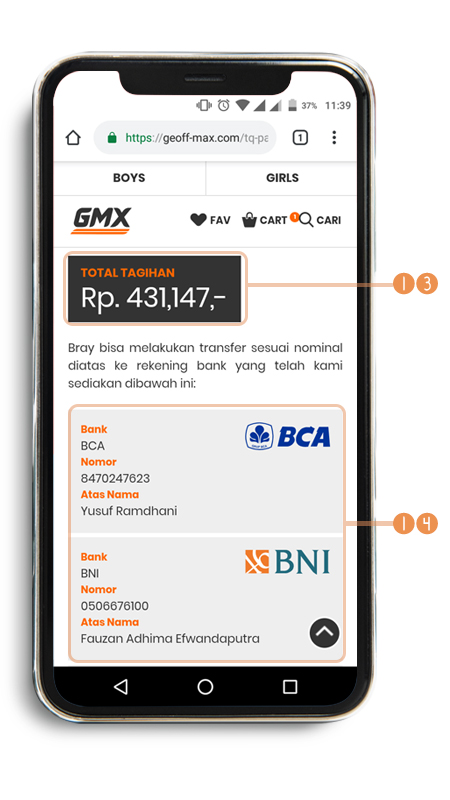 37% 11:39
https://geoff-max.com/tq-pa
1
BOYS GIRLS
GMX FAV CART 1 CARI
TOTAL TAGIHAN
Rp. 431,147,-
13
Bray bisa melakukan transfer sesuai nominal
diatas ke rekening bank yang telah kami
sediakan dibawah ini:
Bank
BCA
BCA
Nomor
8470247623
Atas Nama
Yusuf Ramdhani
14
Bank
BNI
BNI
Nomor
0506676100
Atas Nama
Fauzan Adhima Efwandaputra